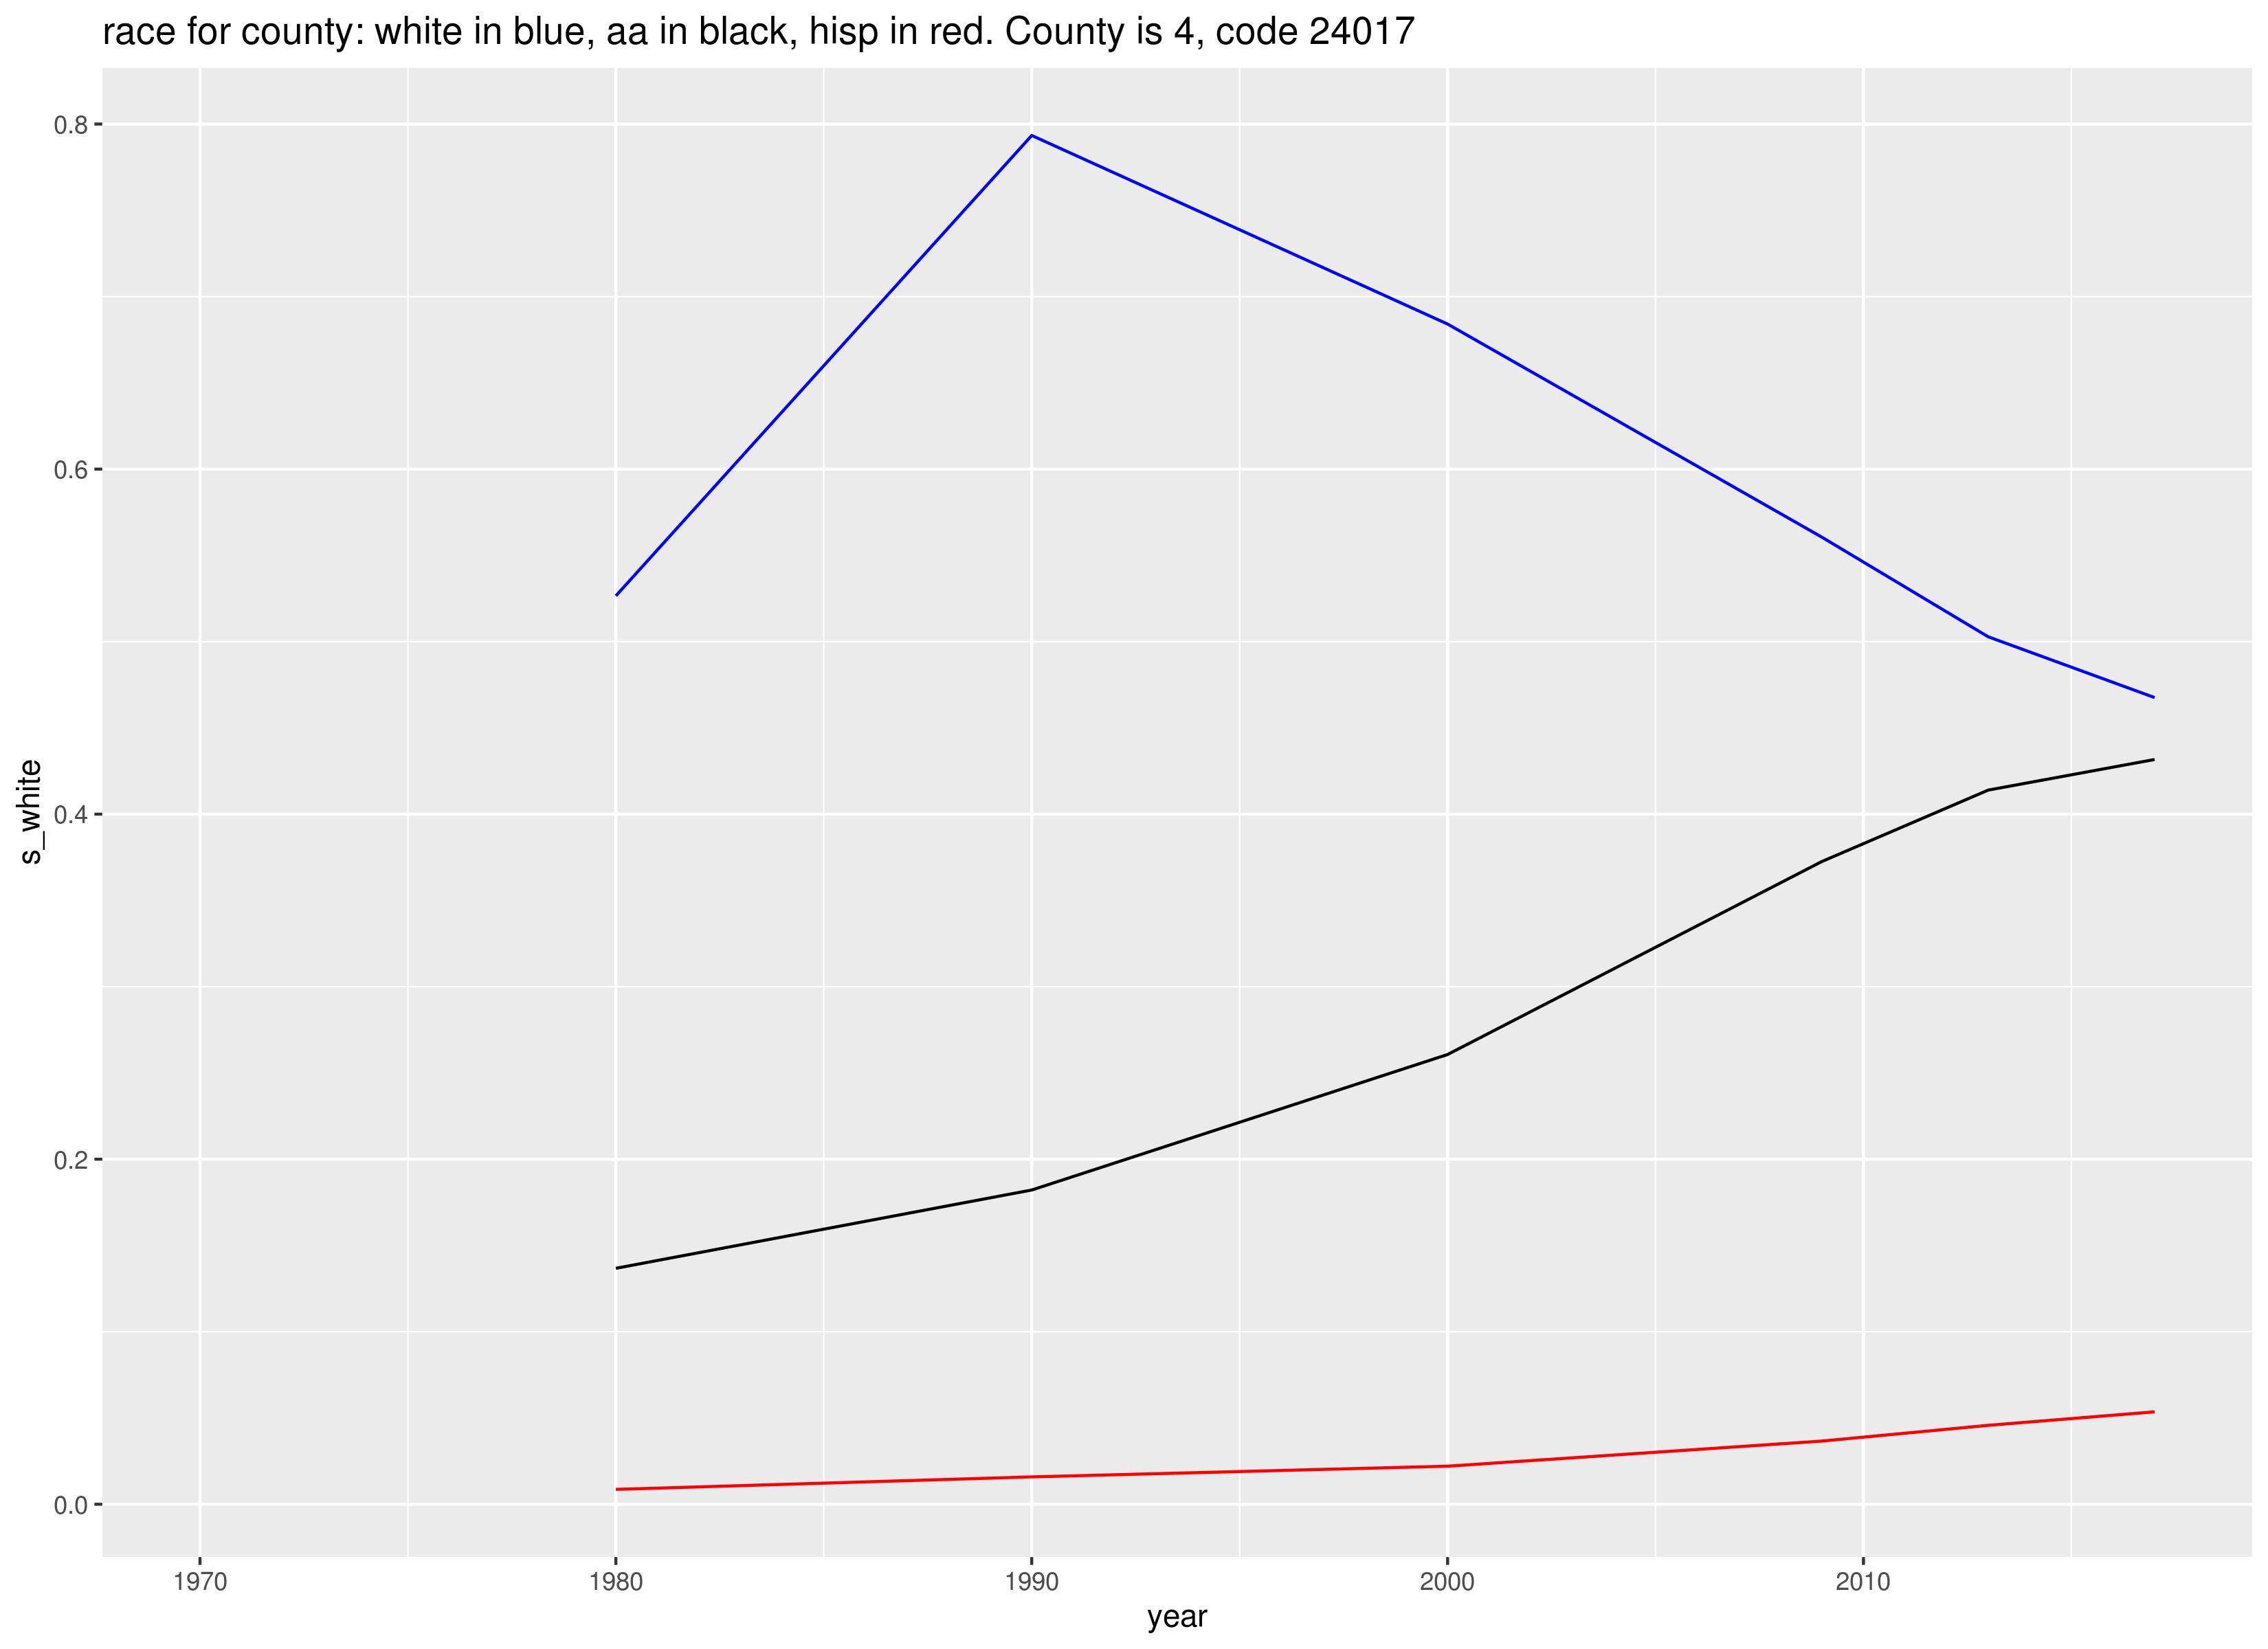 race for county: white in blue, aa in black, hisp in red. County is 4, code 24017
0.8
0.6
0.4
0.2
0.0
s_white
1970 1980 1990 2000 2010
year